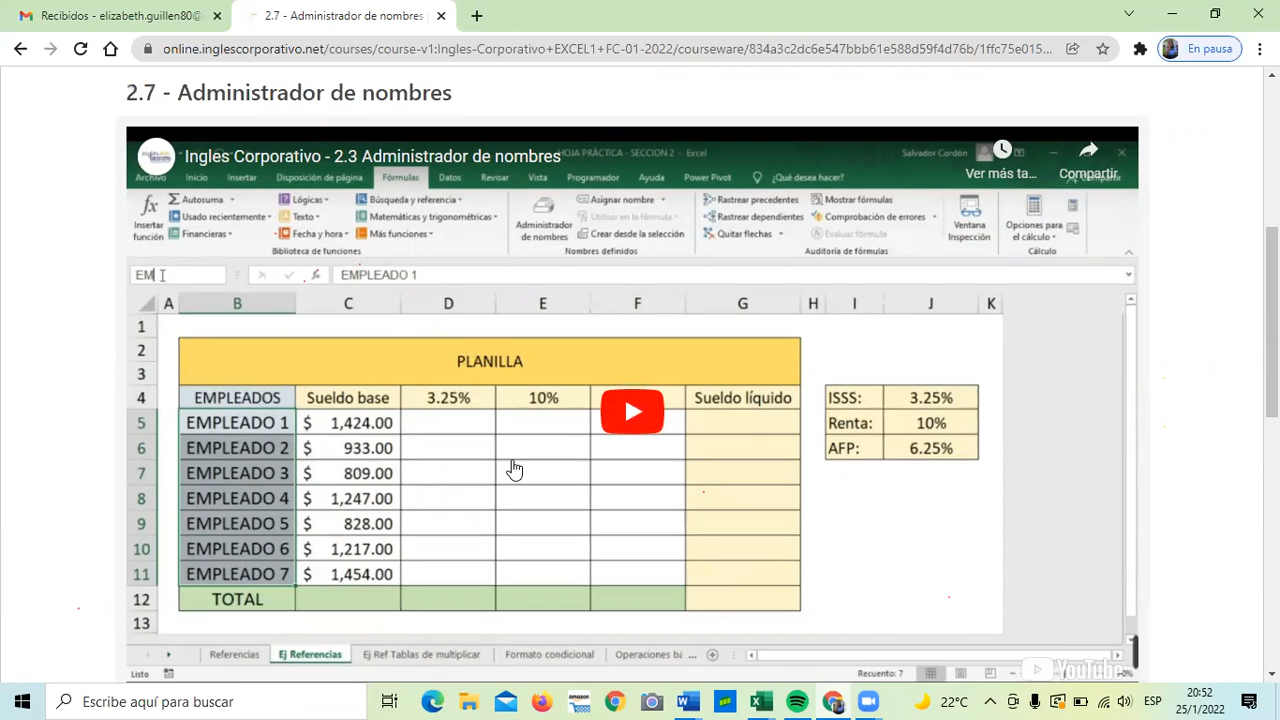 Recibidos - elizabeth.guillen80@
2.7 - Administrador de nombres
online.inglescorporativo.net/courses/course-v1:Ingles-Corporativo+EXCEL1+FC-01-2022/courseware/834a3c2dc6e547bbb61e588d59f4d76b/1ffc75e015...
En pausa
2.7 - Administrador de nombres
Ingles Corporativo - 2.3 Administrador de nombres
HOJA PRÁCTICA - SECCION 2 - Excel
Salvador Cordón
Ver más ta...
Compartir
Archivo Inicio Insertar Disposición de página Fórmulas Datos Revisar Vista Programador Ayuda Power Pivot ¿Qué desea hacer?
Insertar función
Autosuma
Usado recientemente
Financieras
Lógicas
Texto
Fecha y hora
Búsqueda y referencia
Matemáticas y trigonométricas
Más funciones
Biblioteca de funciones
Administrador de nombres
Asignar nombre
Utilizar en la fórmula
Crear desde la selección
Nombres definidos
Rastrear precedentes
Rastrear dependientes
Quitar flechas
Mostrar fórmulas
Comprobación de errores
Evaluar fórmula
Auditoría de fórmulas
Ventana Inspección
Opciones para el cálculo
Cálculo
EM
fx
EMPLEADO 1
A B C D E F G H I J K
1
2
PLANILLA
3
4 EMPLEADOS Sueldo base 3.25% 10% Sueldo líquido ISSS: 3.25%
5 EMPLEADO 1 $ 1,424.00 Renta: 10%
6 EMPLEADO 2 $ 933.00 AFP: 6.25%
7 EMPLEADO 3 $ 809.00
8 EMPLEADO 4 $ 1,247.00
9 EMPLEADO 5 $ 828.00
10 EMPLEADO 6 $ 1,217.00
11 EMPLEADO 7 $ 1,454.00
12 TOTAL
13
Referencias Ej Referencias Ej Ref Tablas de multiplicar Formato condicional Operaciones ba ...
Listo
Recuento: 7
YouTube
Escribe aquí para buscar
22°C
ESP
20:52
25/1/2022